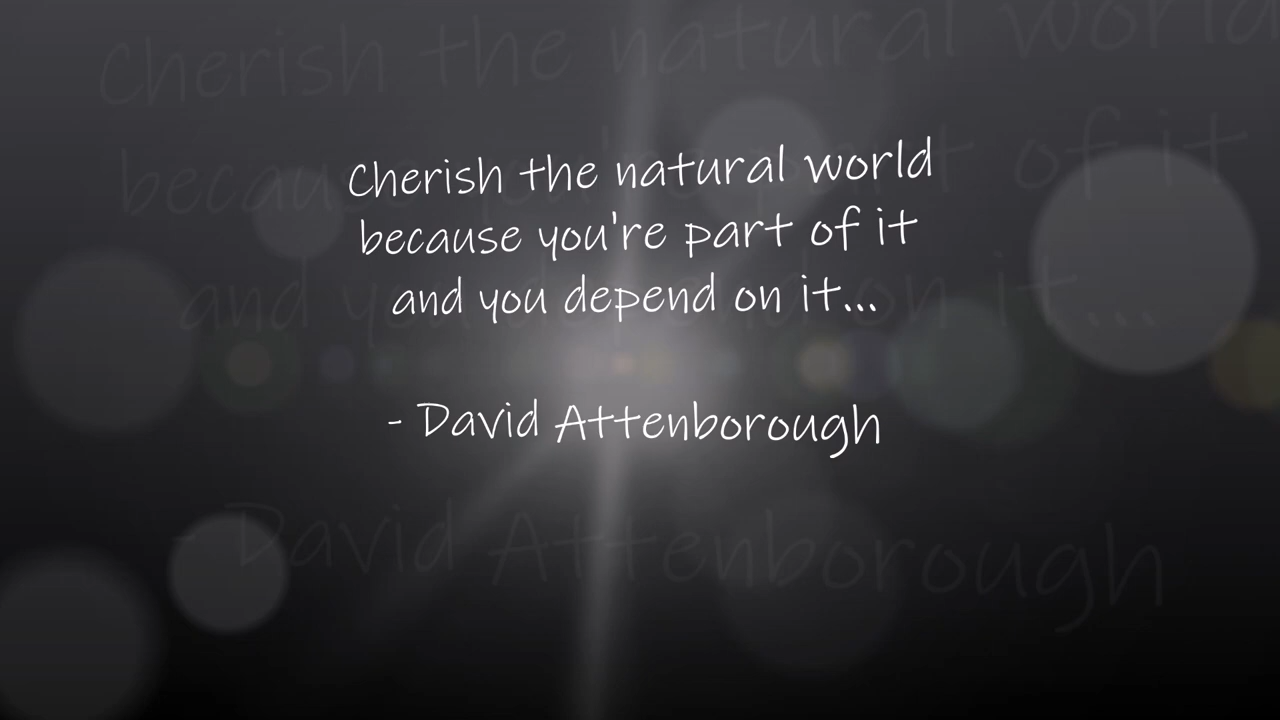 Cherish the natural world
because you're part of it
and you depend on it...
- David Attenborough